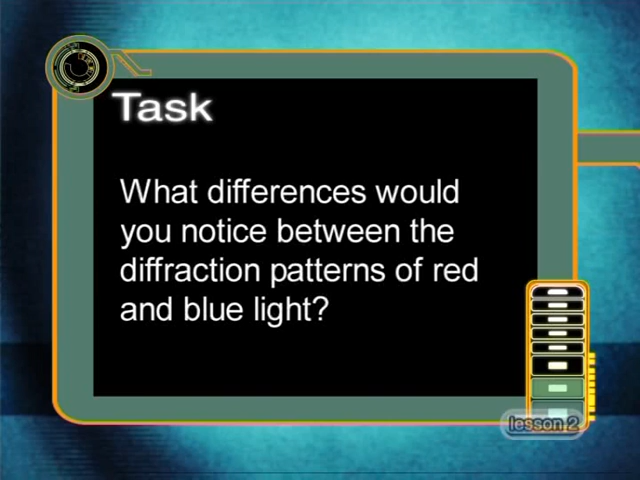 Task
What differences would
you notice between the
diffraction patterns of red
and blue light?
lesson 2